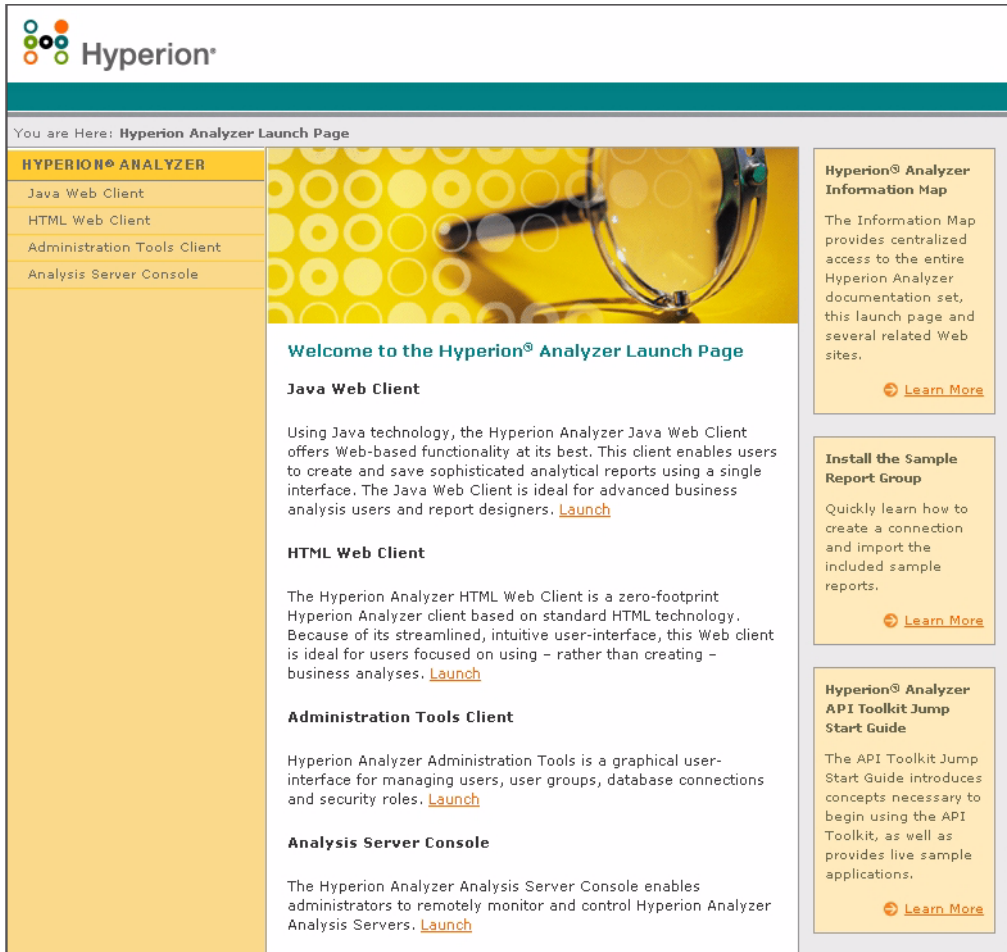 Hyperion®
You are Here: Hyperion Analyzer Launch Page
HYPERION® ANALYZER
Java Web Client
HTML Web Client
Administration Tools Client
Analysis Server Console
Welcome to the Hyperion® Analyzer Launch Page
Java Web Client
Using Java technology, the Hyperion Analyzer Java Web Client
offers Web-based functionality at its best. This client enables users
to create and save sophisticated analytical reports using a single
interface. The Java Web Client is ideal for advanced business
analysis users and report designers. Launch
HTML Web Client
The Hyperion Analyzer HTML Web Client is a zero-footprint
Hyperion Analyzer client based on standard HTML technology.
Because of its streamlined, intuitive user-interface, this Web client
is ideal for users focused on using – rather than creating –
business analyses. Launch
Administration Tools Client
Hyperion Analyzer Administration Tools is a graphical user-
interface for managing users, user groups, database connections
and security roles. Launch
Analysis Server Console
The Hyperion Analyzer Analysis Server Console enables
administrators to remotely monitor and control Hyperion Analyzer
Analysis Servers. Launch
Hyperion® Analyzer
Information Map
The Information Map
provides centralized
access to the entire
Hyperion Analyzer
documentation set,
this launch page and
several related Web
sites.
Learn More
Install the Sample
Report Group
Quickly learn how to
create a connection
and import the
included sample
reports.
Learn More
Hyperion® Analyzer
API Toolkit Jump
Start Guide
The API Toolkit Jump
Start Guide introduces
concepts necessary to
begin using the API
Toolkit, as well as
provides live sample
applications.
Learn More